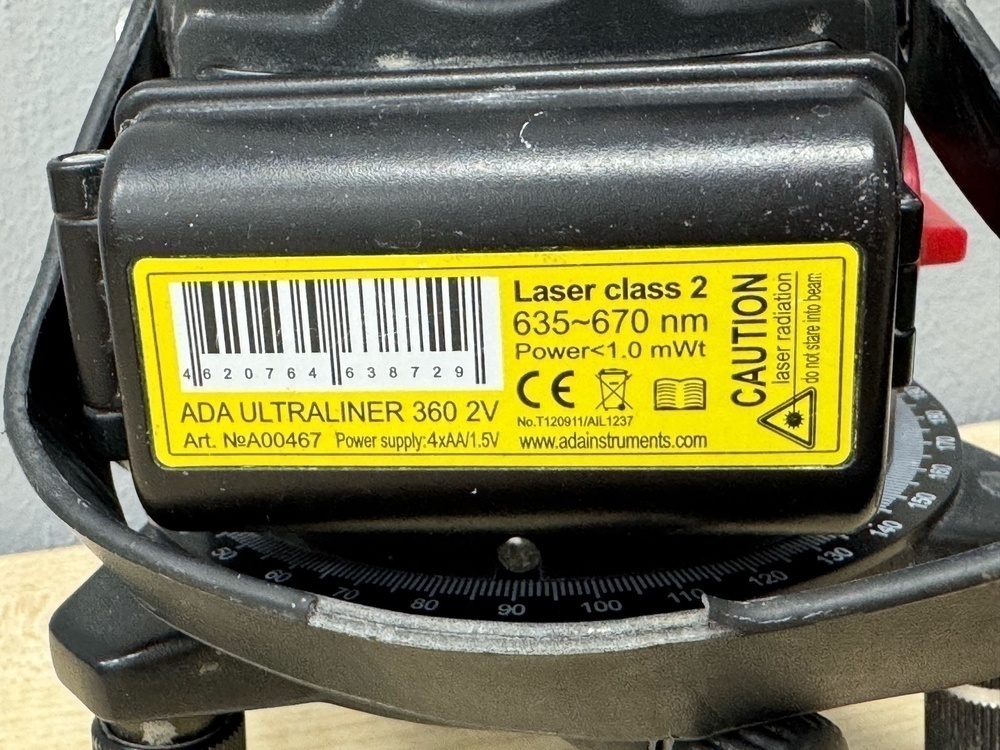 4 620764 638729
ADA ULTRALINER 360 2V
Art. №A00467 Power supply:4xAA/1.5V
Laser class 2
635~670 nm
Power<1.0 mWt
CE
No.T120911/AIL1237
www.adainstruments.com
CAUTION
laser radiation
do not stare into beam
50 60 70 80 90 100 110 120 130 140 150 160 170